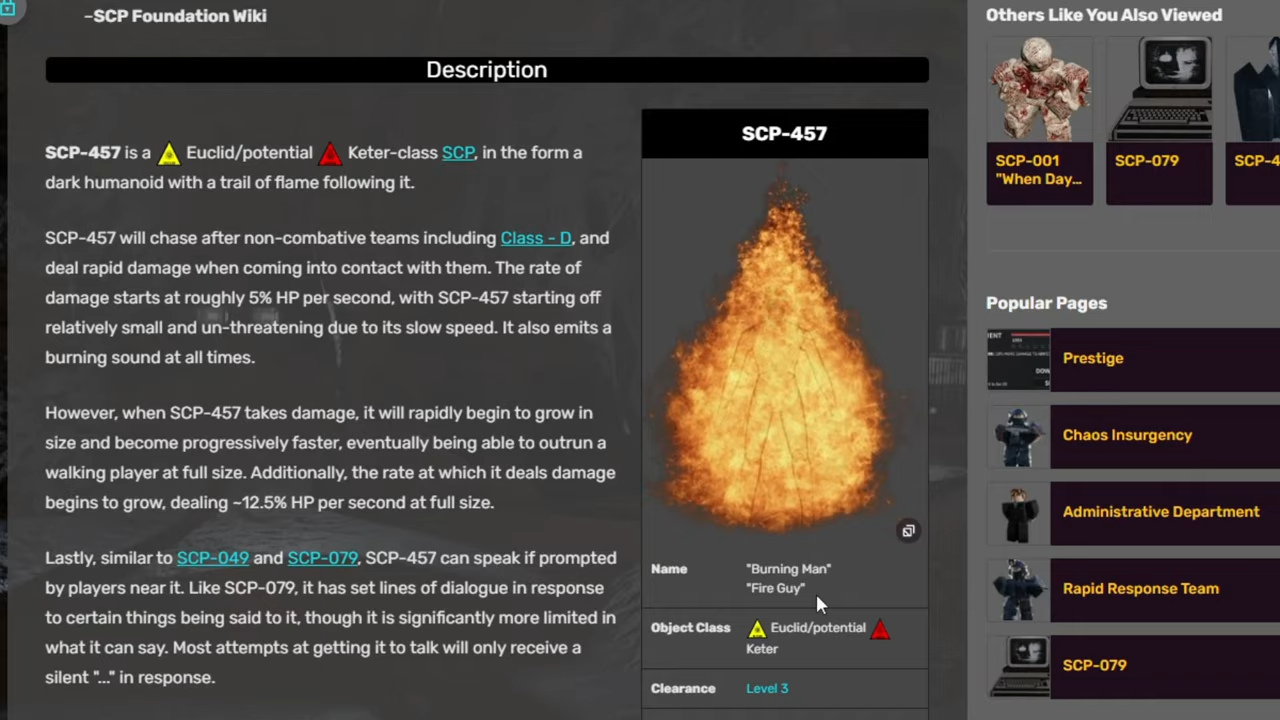 –SCP Foundation Wiki
Description
SCP-457 is a Euclid/potential Keter-class SCP, in the form a
dark humanoid with a trail of flame following it.
SCP-457 will chase after non-combative teams including Class - D, and
deal rapid damage when coming into contact with them. The rate of
damage starts at roughly 5% HP per second, with SCP-457 starting off
relatively small and un-threatening due to its slow speed. It also emits a
burning sound at all times.
However, when SCP-457 takes damage, it will rapidly begin to grow in
size and become progressively faster, eventually being able to outrun a
walking player at full size. Additionally, the rate at which it deals damage
begins to grow, dealing ~12.5% HP per second at full size.
Lastly, similar to SCP-049 and SCP-079, SCP-457 can speak if prompted
by players near it. Like SCP-079, it has set lines of dialogue in response
to certain things being said to it, though it is significantly more limited in
what it can say. Most attempts at getting it to talk will only receive a
silent "..." in response.
SCP-457
Name "Burning Man"
"Fire Guy"
Object Class Euclid/potential
Keter
Clearance Level 3
Others Like You Also Viewed
SCP-001
"When Day...
SCP-079
SCP-4
Popular Pages
Prestige
Chaos Insurgency
Administrative Department
Rapid Response Team
SCP-079